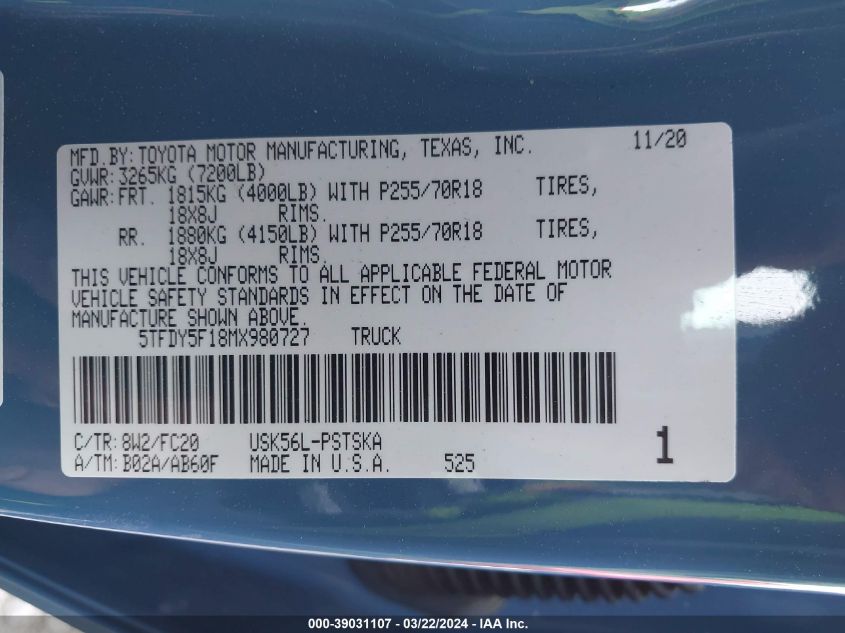 MFD.BY:TOYOTA MOTOR MANUFACTURING, TEXAS, INC. 11/20
GVWR:3265KG (7200LB)
GAWR:FRT. 1815KG (4000LB) WITH P255/70R18 TIRES,
18X8J RIMS.
RR. 1880KG (4150LB) WITH P255/70R18 TIRES,
18X8J RIMS.
THIS VEHICLE CONFORMS TO ALL APPLICABLE FEDERAL MOTOR
VEHICLE SAFETY STANDARDS IN EFFECT ON THE DATE OF
MANUFACTURE SHOWN ABOVE.
5TFDY5F18MX980727 TRUCK
C/TR:8W2/FC20 USK56L-PSTSKA
A/TM:B02A/AB60F MADE IN U.S.A. 525
1
000-39031107 - 03/22/2024 - IAA Inc.